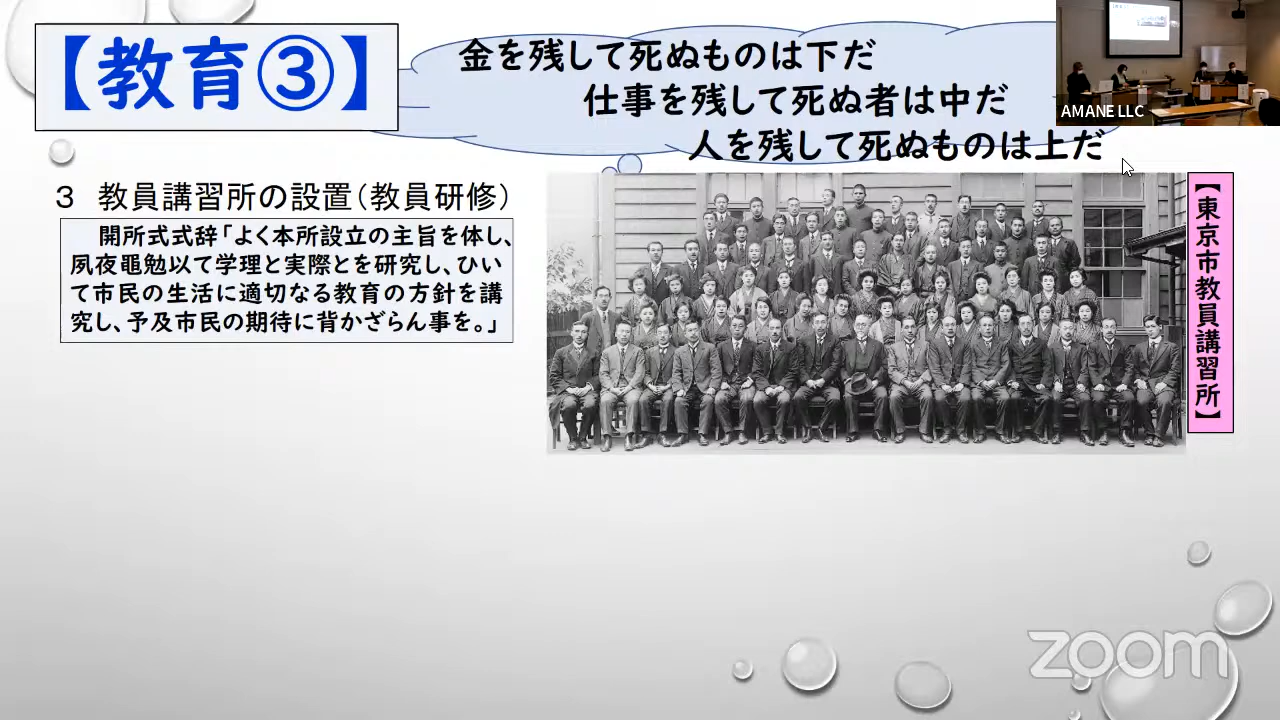 【教育③】
金を残して死ぬものは下だ
仕事を残して死ぬ者は中だ
人を残して死ぬものは上だ
AMANE LLC
3 教員講習所の設置(教員研修)
開所式式辞「よく本所設立の主旨を体し、
夙夜黽勉以て学理と実際とを研究し、ひい
て市民の生活に適切なる教育の方針を講
究し、予及市民の期待に背かざらん事を。」
【東京市教員講習所】
zoom